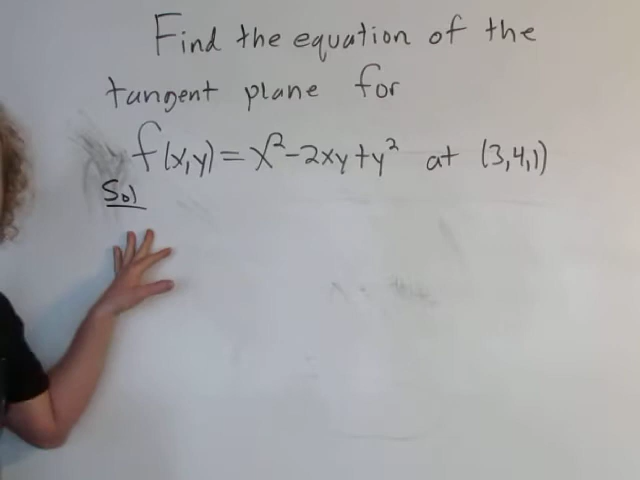 Find the equation of the
tangent plane for
f(x,y) = x²-2xy+y² at (3,4,1)
Sol